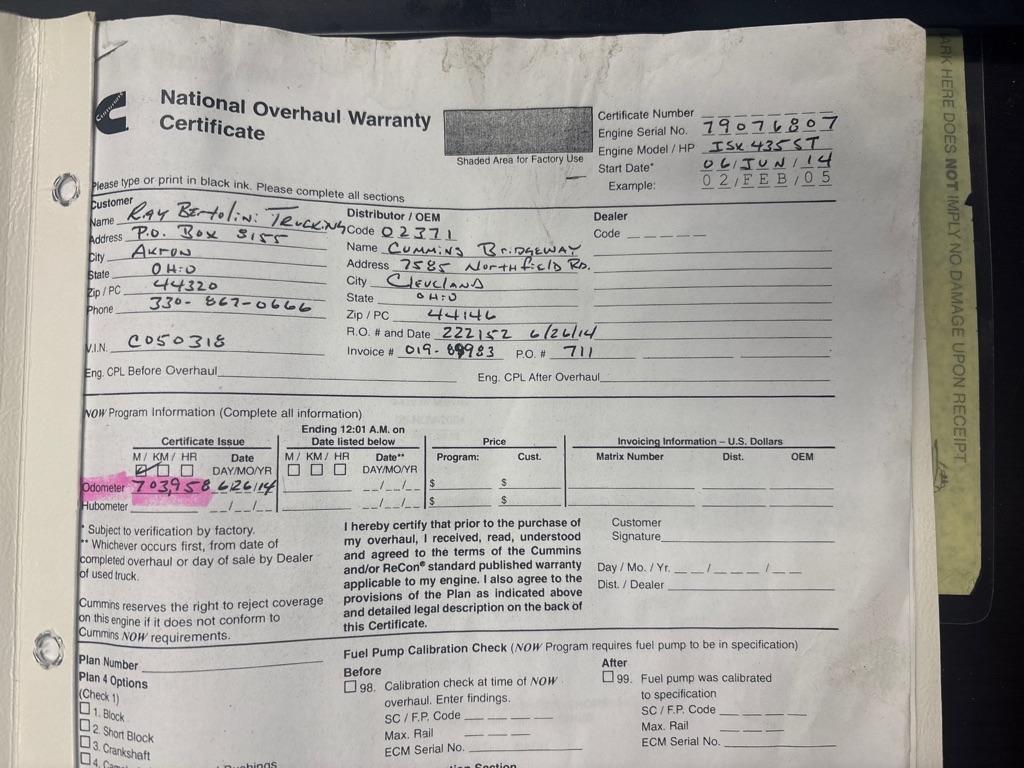 National Overhaul Warranty
Certificate
Cummins
Shaded Area for Factory Use
Certificate Number
Engine Serial No. 79076807
Engine Model / HP ISX 435ST
Start Date* 06/JUN/14
Example: 02/FEB/05
Please type or print in black ink. Please complete all sections
Customer
Name RAY BERTOLINI TRUCKING
Address P.O. BOX 8155
City AKRON
State OHIO
Zip / PC 44320
Phone 330-867-0666
V.I.N. C050318
Distributor / OEM
Code 02371
Name CUMMINS BRIDGEWAY
Address 7585 NORTHFIELD RD.
City CLEVELAND
State OHIO
Zip / PC 44146
R.O. # and Date 222152 6/26/14
Invoice # 019-89983 P.O. # 711
Dealer
Code
Eng. CPL Before Overhaul
Eng. CPL After Overhaul
NOW Program Information (Complete all information)
Certificate Issue
M / KM / HR Date
DAY/MO/YR
Odometer 703,958 6/26/14
Hubometer
Ending 12:01 A.M. on
Date listed below
M / KM / HR Date**
DAY/MO/YR
Price
Program: Cust.
$ $
$ $
Invoicing Information – U.S. Dollars
Matrix Number Dist. OEM
* Subject to verification by factory.
** Whichever occurs first, from date of
completed overhaul or day of sale by Dealer
of used truck.
Cummins reserves the right to reject coverage
on this engine if it does not conform to
Cummins NOW requirements.
I hereby certify that prior to the purchase of
my overhaul, I received, read, understood
and agreed to the terms of the Cummins
and/or ReCon® standard published warranty
applicable to my engine. I also agree to the
provisions of the Plan as indicated above
and detailed legal description on the back of
this Certificate.
Customer
Signature
Day / Mo. / Yr.
Dist. / Dealer
Plan Number
Plan 4 Options
(Check 1)
1. Block
2. Short Block
3. Crankshaft
Fuel Pump Calibration Check (NOW Program requires fuel pump to be in specification)
Before
98. Calibration check at time of NOW
overhaul. Enter findings.
SC / F.P. Code
Max. Rail
ECM Serial No.
After
99. Fuel pump was calibrated
to specification
SC / F.P. Code
Max. Rail
ECM Serial No.
ARK HERE DOES NOT IMPLY NO DAMAGE UPON RECEIPT